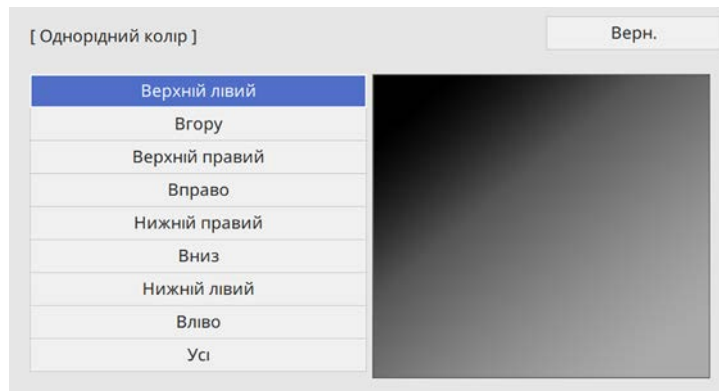 [ Однорідний колір ]
Верн.
Верхній лівий
Вгору
Верхній правий
Вправо
Нижній правий
Вниз
Нижній лівий
Вліво
Усі